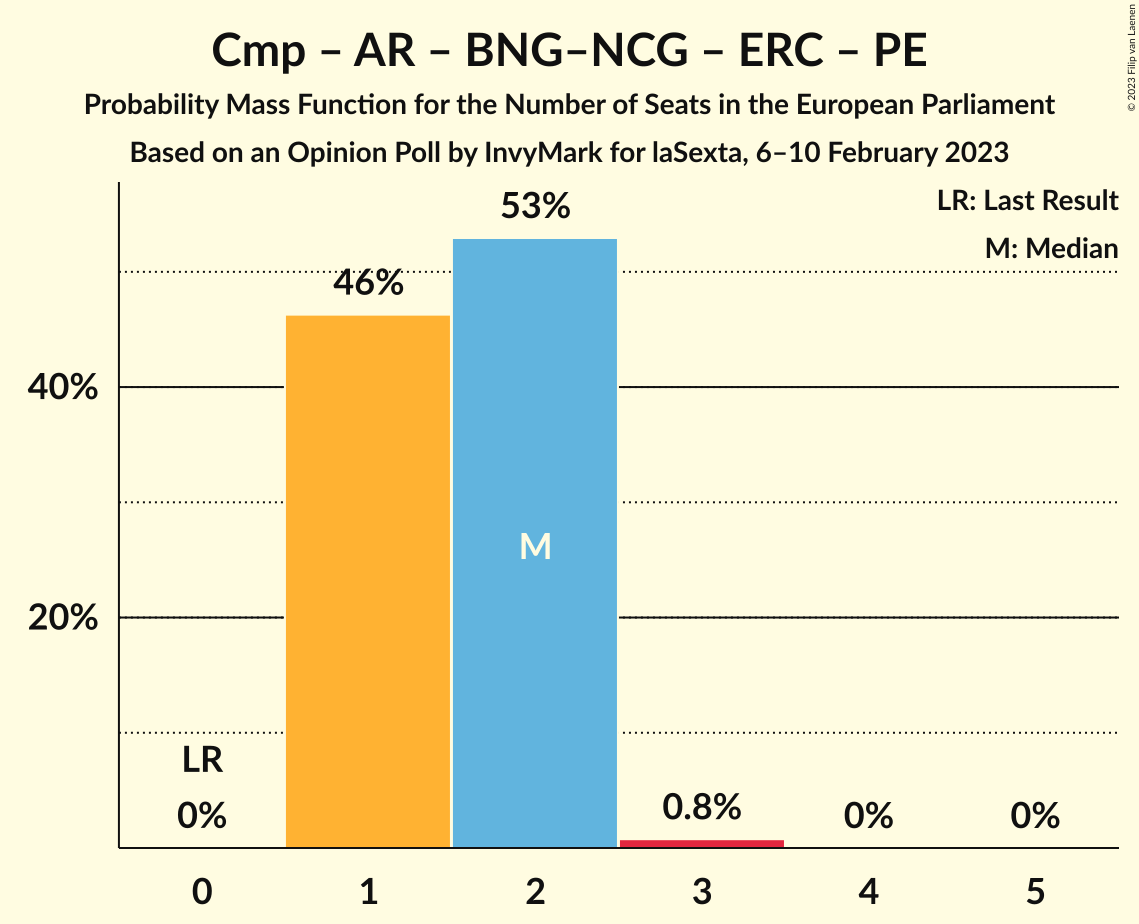 Cmp – AR – BNG–NCG – ERC – PE
Probability Mass Function for the Number of Seats in the European Parliament
Based on an Opinion Poll by InvyMark for laSexta, 6–10 February 2023
© 2023 Filip van Laenen
LR: Last Result
M: Median
53%
46%
40%
M
20%
LR
0%
0.8%
0%
0%
0
1
2
3
4
5